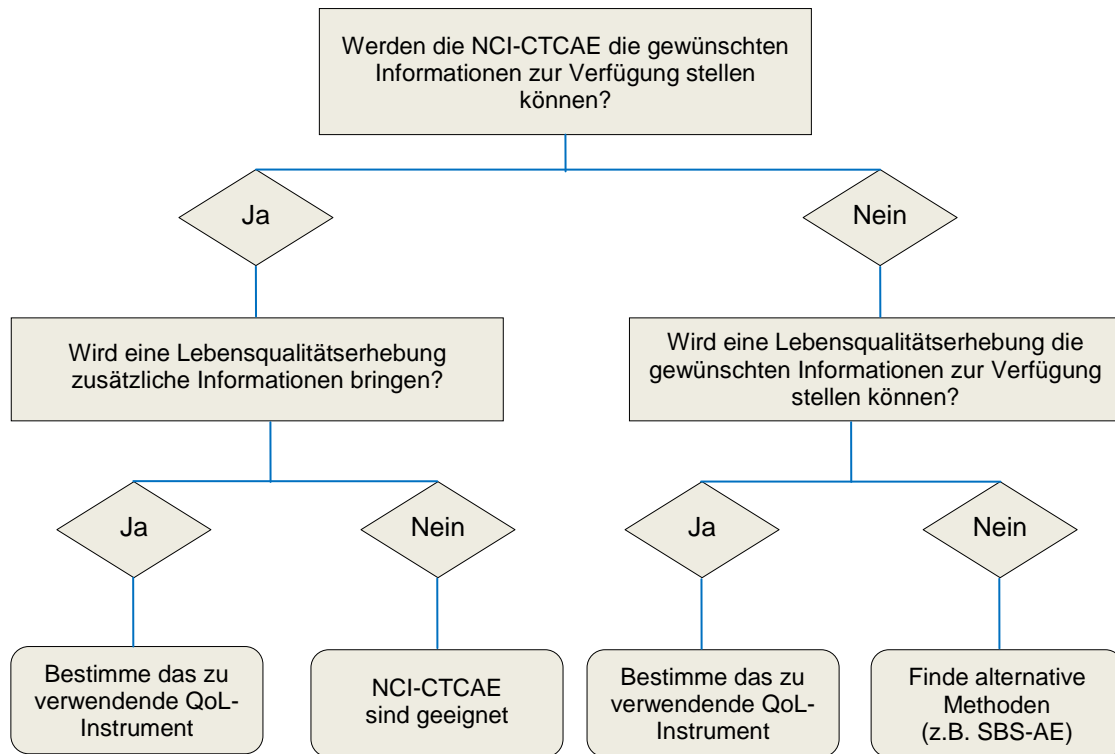 Werden die NCI-CTCAE die gewünschten
Informationen zur Verfügung stellen
können?
Ja
Nein
Wird eine Lebensqualitätserhebung
zusätzliche Informationen bringen?
Wird eine Lebensqualitätserhebung die
gewünschten Informationen zur Verfügung
stellen können?
Ja
Nein
Ja
Nein
Bestimme das zu
verwendende QoL-
Instrument
NCI-CTCAE
sind geeignet
Bestimme das zu
verwendende QoL-
Instrument
Finde alternative
Methoden
(z.B. SBS-AE)